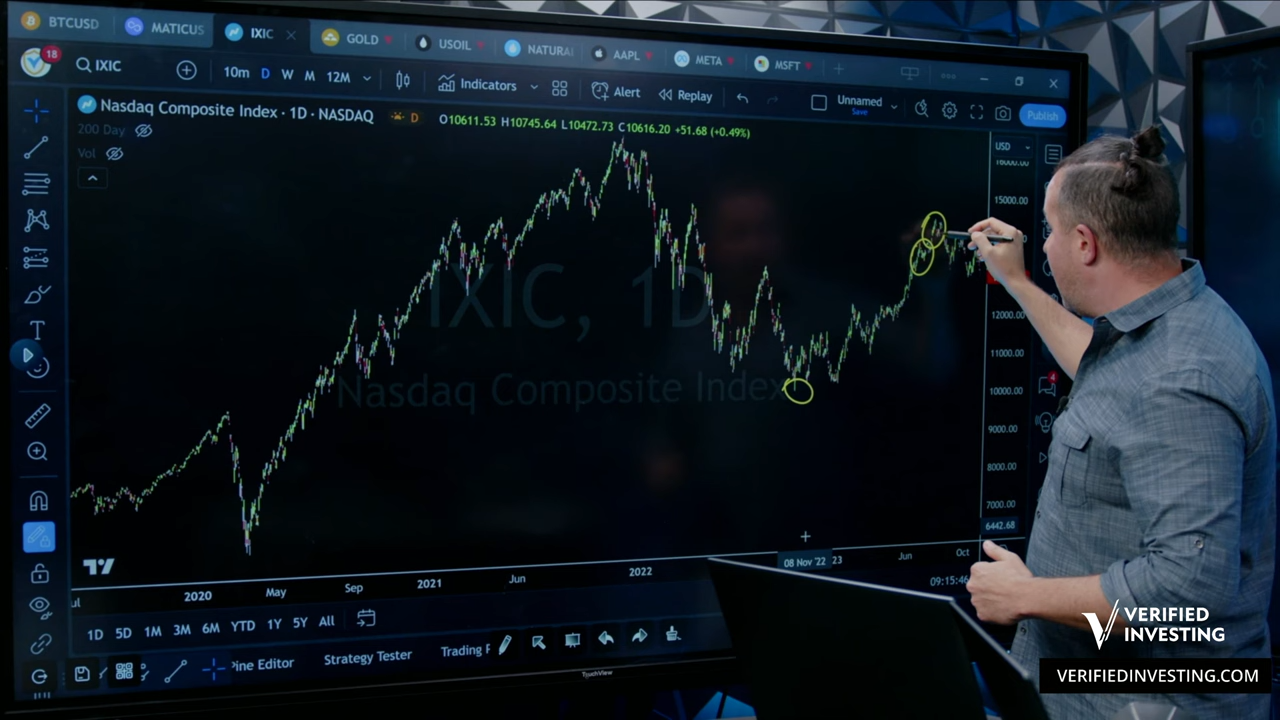 BTCUSD MATICUS IXIC GOLD USOIL NATURAL AAPL META MSFT
18 IXIC 10m D W M 12M Indicators Alert Replay Unnamed Save Publish
Nasdaq Composite Index · 1D · NASDAQ D O10611.53 H10745.64 L10472.73 C10616.20 +51.68 (+0.49%)
200 Day
Vol
USD
16000.00
15000.00
12000.00
11000.00
10000.00
9000.00
8000.00
7000.00
6442.68
4
IXIC, 1D
Nasdaq Composite Index
2020 May Sep 2021 Jun 2022 08 Nov '22 23 Jun Oct
1D 5D 1M 3M 6M YTD 1Y 5Y All 09:15:46
Pine Editor Strategy Tester Trading P
TouchView
VERIFIED
INVESTING
VERIFIEDINVESTING.COM